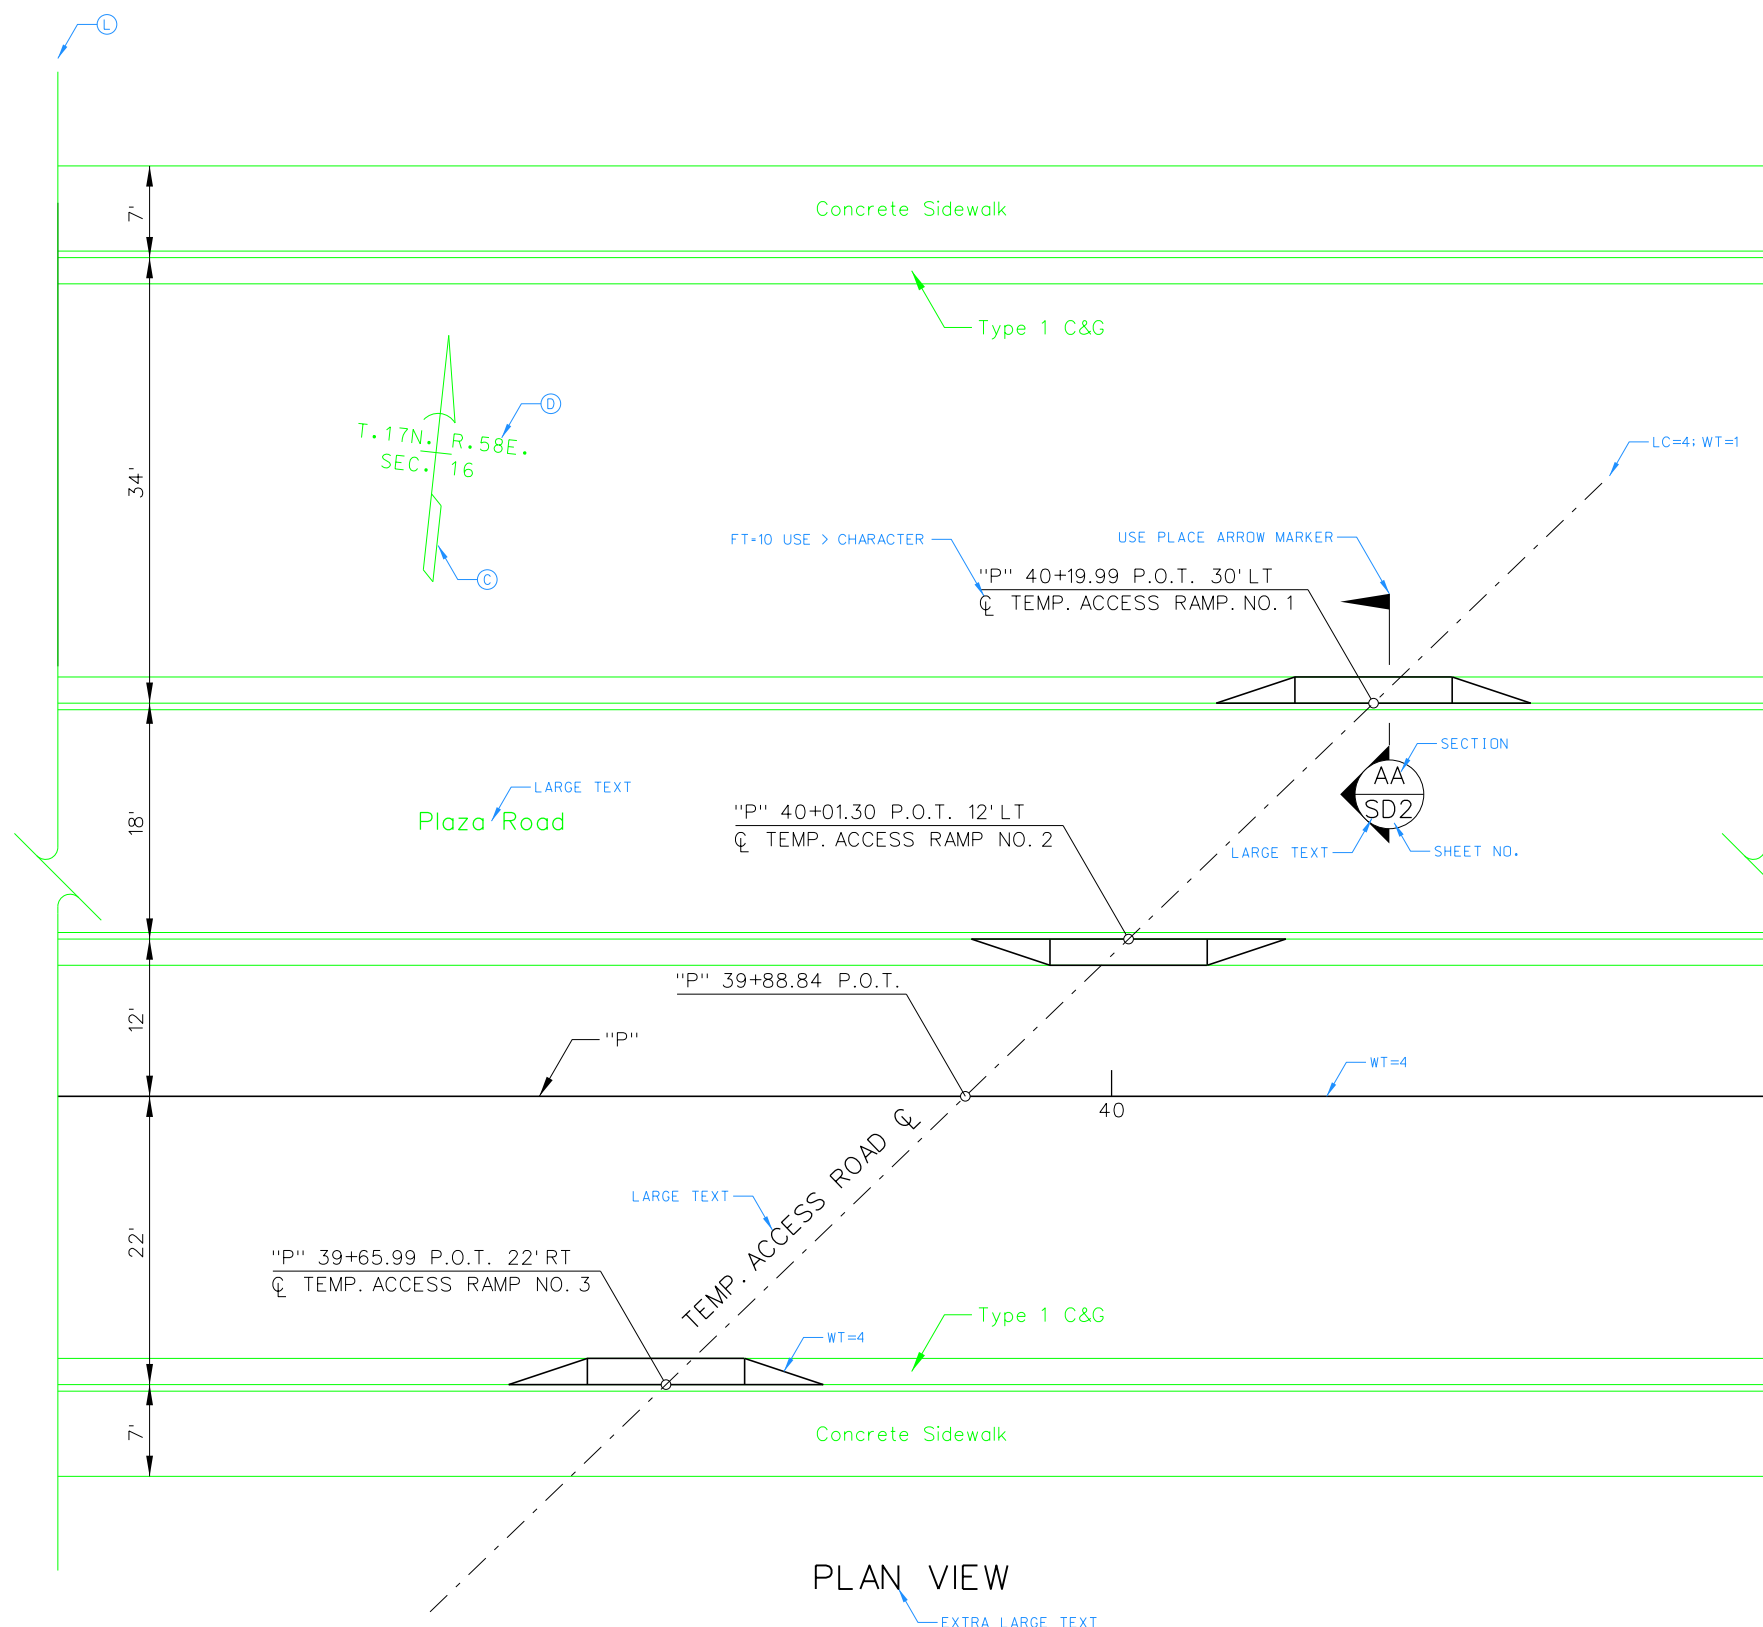 L
7'
Concrete Sidewalk
Type 1 C&G
D
T.17N. R.58E.
SEC. 16
34'
LC=4; WT=1
FT=10 USE > CHARACTER
USE PLACE ARROW MARKER
C
"P" 40+19.99 P.O.T. 30' LT
℄ TEMP. ACCESS RAMP. NO. 1
SECTION
AA
SD2
LARGE TEXT
SHEET NO.
LARGE TEXT
Plaza Road
18'
"P" 40+01.30 P.O.T. 12' LT
℄ TEMP. ACCESS RAMP NO. 2
"P" 39+88.84 P.O.T.
12'
"P"
WT=4
40
TEMP. ACCESS ROAD ℄
LARGE TEXT
22'
"P" 39+65.99 P.O.T. 22' RT
℄ TEMP. ACCESS RAMP NO. 3
Type 1 C&G
WT=4
7'
Concrete Sidewalk
PLAN VIEW
EXTRA LARGE TEXT